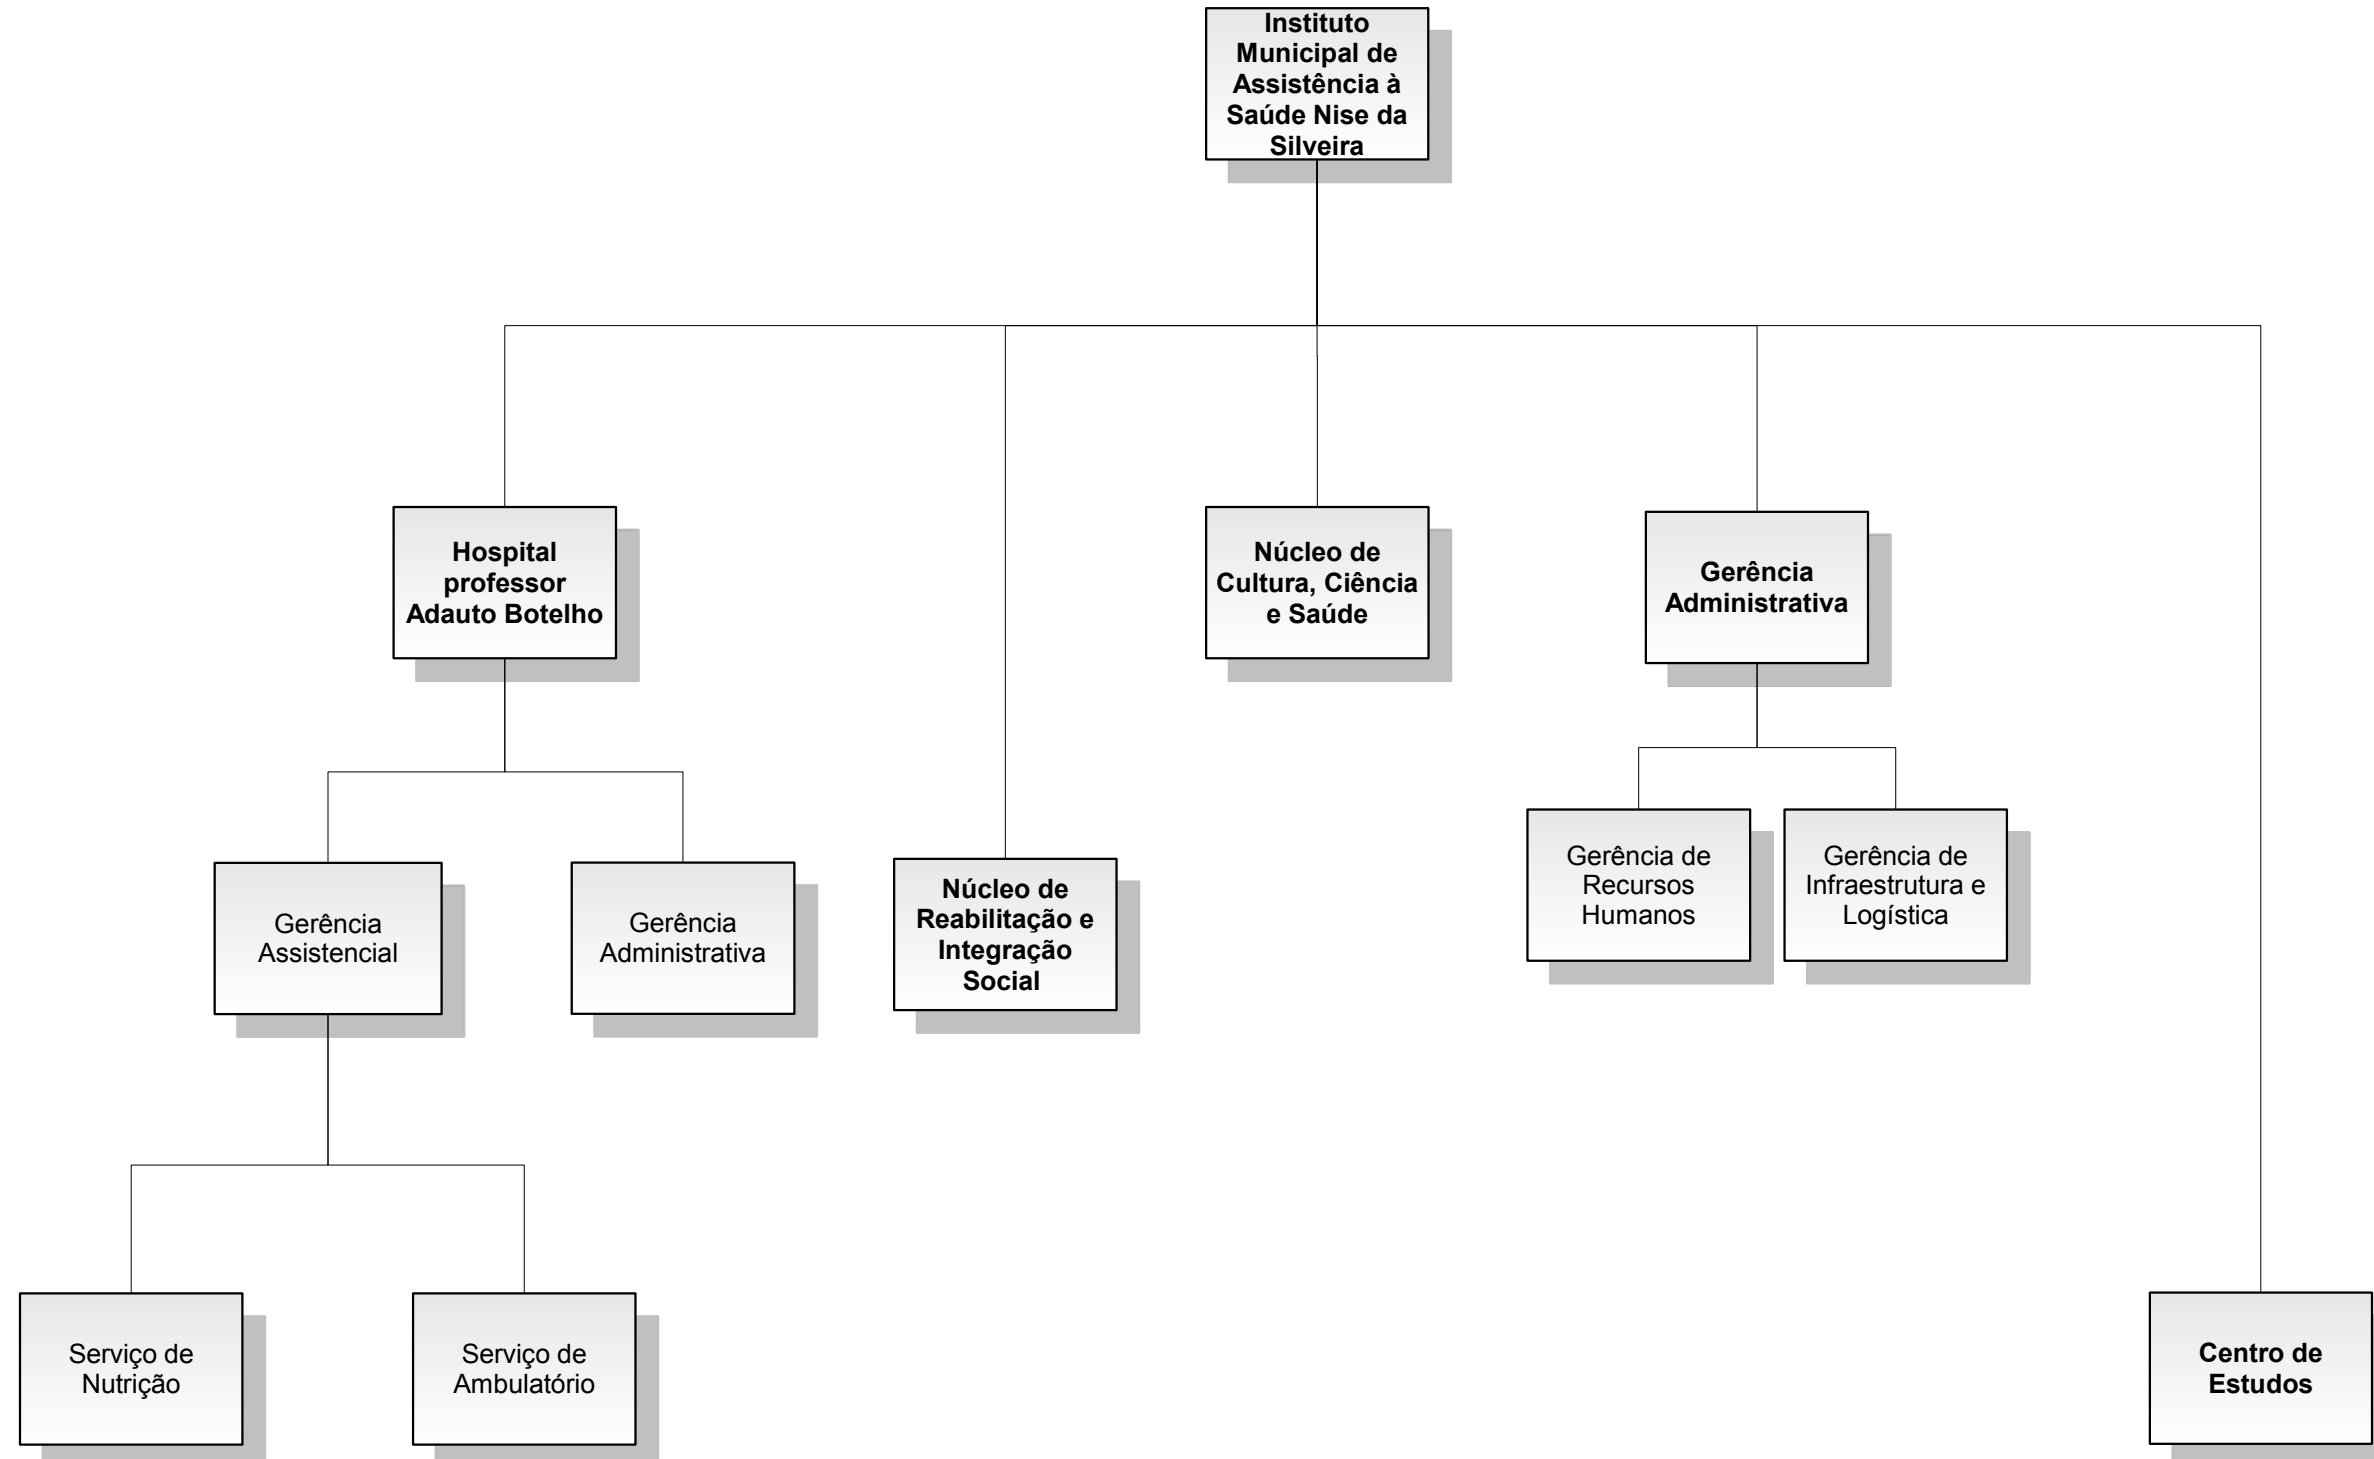 Instituto
Municipal de
Assistência à
Saúde Nise da
Silveira
Hospital
professor
Adauto Botelho
Núcleo de
Cultura, Ciência
e Saúde
Gerência
Administrativa
Gerência de
Recursos
Humanos
Gerência de
Infraestrutura e
Logística
Gerência
Assistencial
Gerência
Administrativa
Núcleo de
Reabilitação e
Integração
Social
Serviço de
Nutrição
Serviço de
Ambulatório
Centro de
Estudos